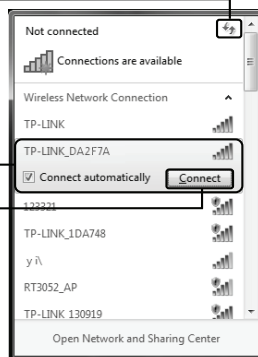 Not connected
Connections are available
Wireless Network Connection
TP-LINK
TP-LINK_DA2F7A
Connect automatically
Connect
123321
TP-LINK_1DA748
y i\
RT3052_AP
TP-LINK 130919
Open Network and Sharing Center